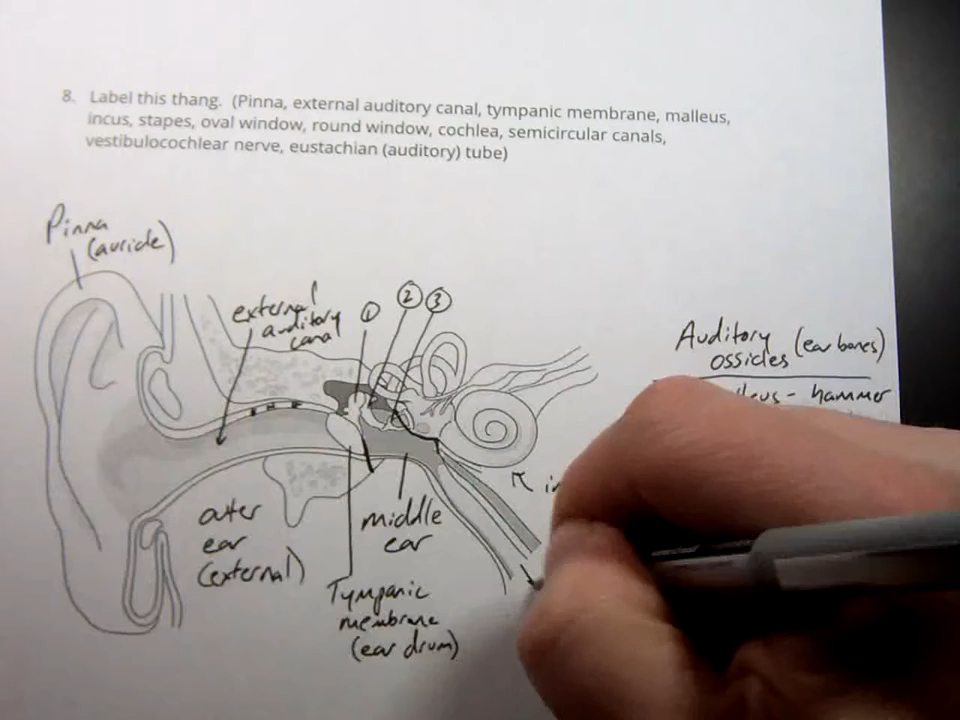 8. Label this thang. (Pinna, external auditory canal, tympanic membrane, malleus,
incus, stapes, oval window, round window, cochlea, semicircular canals,
vestibulocochlear nerve, eustachian (auditory) tube)
Pinna
(auricle)
external
auditory
canal
1
2
3
Auditory (ear bones)
ossicles
- hammer
outer
ear
(external)
middle
ear
Tympanic
membrane
(ear drum)